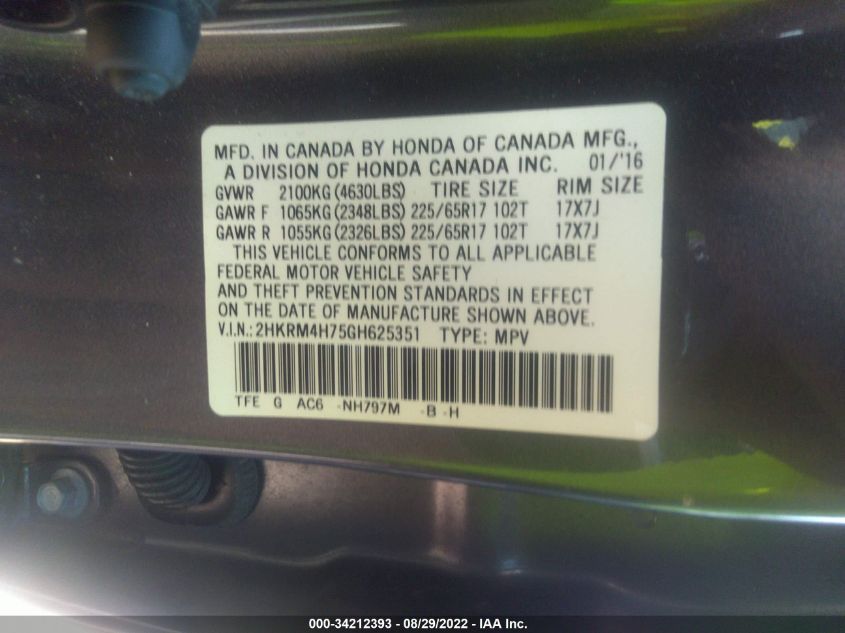 MFD. IN CANADA BY HONDA OF CANADA MFG.,
A DIVISION OF HONDA CANADA INC. 01/'16
GVWR 2100KG(4630LBS) TIRE SIZE RIM SIZE
GAWR F 1065KG(2348LBS) 225/65R17 102T 17X7J
GAWR R 1055KG(2326LBS) 225/65R17 102T 17X7J
THIS VEHICLE CONFORMS TO ALL APPLICABLE
FEDERAL MOTOR VEHICLE SAFETY
AND THEFT PREVENTION STANDARDS IN EFFECT
ON THE DATE OF MANUFACTURE SHOWN ABOVE.
V.I.N.:2HKRM4H75GH625351 TYPE: MPV
TFE G AC6 -NH797M -B -H
000-34212393 - 08/29/2022 - IAA Inc.